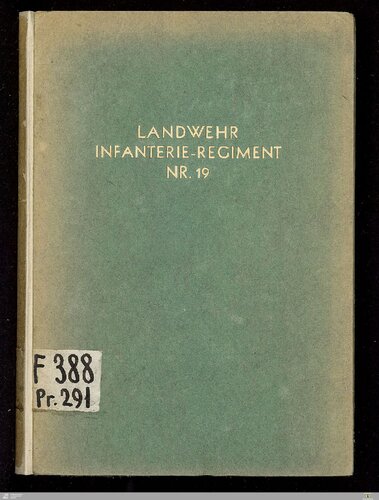 LANDWEHR
INFANTERIE-REGIMENT
NR. 19
F 388
Pr. 291